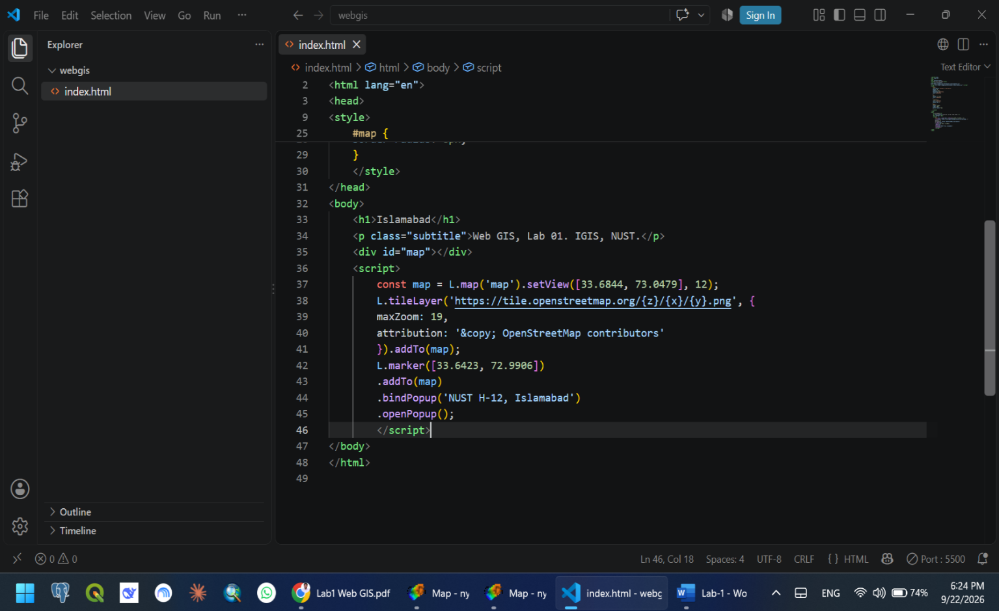 File Edit Selection View Go Run ··· webgis Sign In
Explorer ···
webgis
index.html
Outline
Timeline
index.html
index.html > html > body > script
Text Editor
2 <html lang="en">
3 <head>
9 <style>
25 #map {
29 }
30 </style>
31 </head>
32 <body>
33 <h1>Islamabad</h1>
34 <p class="subtitle">Web GIS, Lab 01. IGIS, NUST.</p>
35 <div id="map"></div>
36 <script>
37 const map = L.map('map').setView([33.6844, 73.0479], 12);
38 L.tileLayer('https://tile.openstreetmap.org/{z}/{x}/{y}.png', {
39 maxZoom: 19,
40 attribution: '&copy; OpenStreetMap contributors'
41 }).addTo(map);
42 L.marker([33.6423, 72.9906])
43 .addTo(map)
44 .bindPopup('NUST H-12, Islamabad')
45 .openPopup();
46 </script>
47 </body>
48 </html>
49
0 0 Ln 46, Col 18 Spaces: 4 UTF-8 CRLF { } HTML Port : 5500
Lab1 Web GIS.pdf Map - ny Map - ny index.html - webg Lab-1 - Wo ENG 74% 6:24 PM
9/22/2026